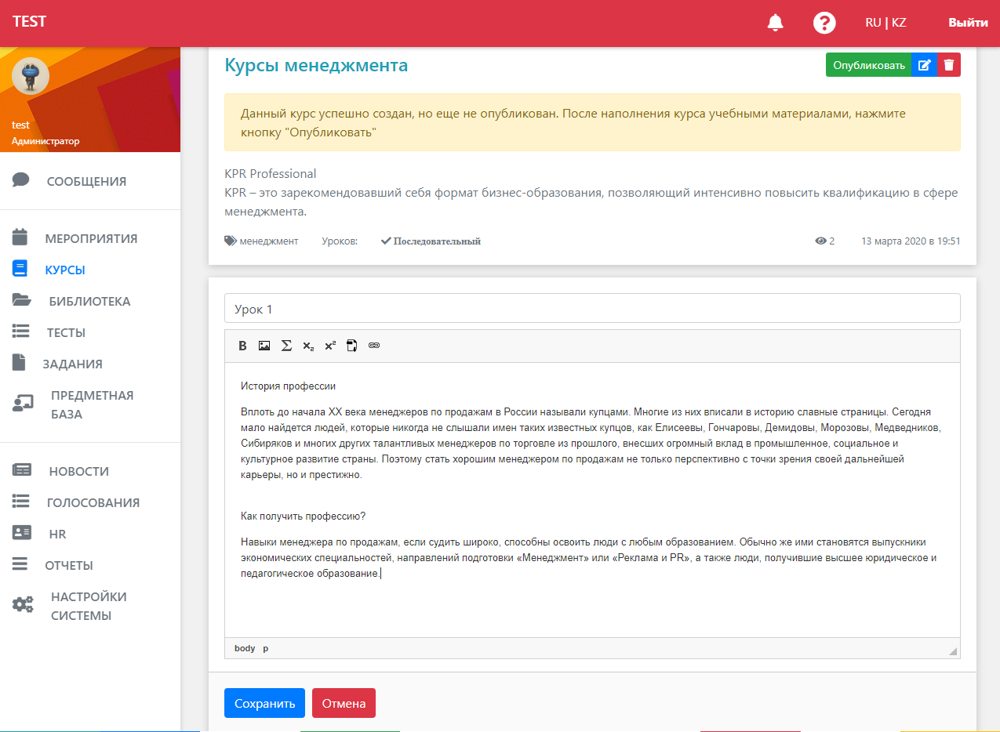 TEST
RU | KZ
Выйти
test
Администратор
СООБЩЕНИЯ
МЕРОПРИЯТИЯ
КУРСЫ
БИБЛИОТЕКА
ТЕСТЫ
ЗАДАНИЯ
ПРЕДМЕТНАЯ
БАЗА
НОВОСТИ
ГОЛОСОВАНИЯ
HR
ОТЧЕТЫ
НАСТРОЙКИ
СИСТЕМЫ
Курсы менеджмента
Опубликовать
Данный курс успешно создан, но еще не опубликован. После наполнения курса учебными материалами, нажмите
кнопку "Опубликовать"
KPR Professional
KPR – это зарекомендовавший себя формат бизнес-образования, позволяющий интенсивно повысить квалификацию в сфере
менеджмента.
менеджмент Уроков: Последовательный 2 13 марта 2020 в 19:51
Урок 1
B Σ x₂ x²
История профессии
Вплоть до начала XX века менеджеров по продажам в России называли купцами. Многие из них вписали в историю славные страницы. Сегодня
мало найдется людей, которые никогда не слышали имен таких известных купцов, как Елисеевы, Гончаровы, Демидовы, Морозовы, Медведников,
Сибиряков и многих других талантливых менеджеров по торговле из прошлого, внесших огромный вклад в промышленное, социальное и
культурное развитие страны. Поэтому стать хорошим менеджером по продажам не только перспективно с точки зрения своей дальнейшей
карьеры, но и престижно.
Как получить профессию?
Навыки менеджера по продажам, если судить широко, способны освоить люди с любым образованием. Обычно же ими становятся выпускники
экономических специальностей, направлений подготовки «Менеджмент» или «Реклама и PR», а также люди, получившие высшее юридическое и
педагогическое образование.
body p
Сохранить
Отмена